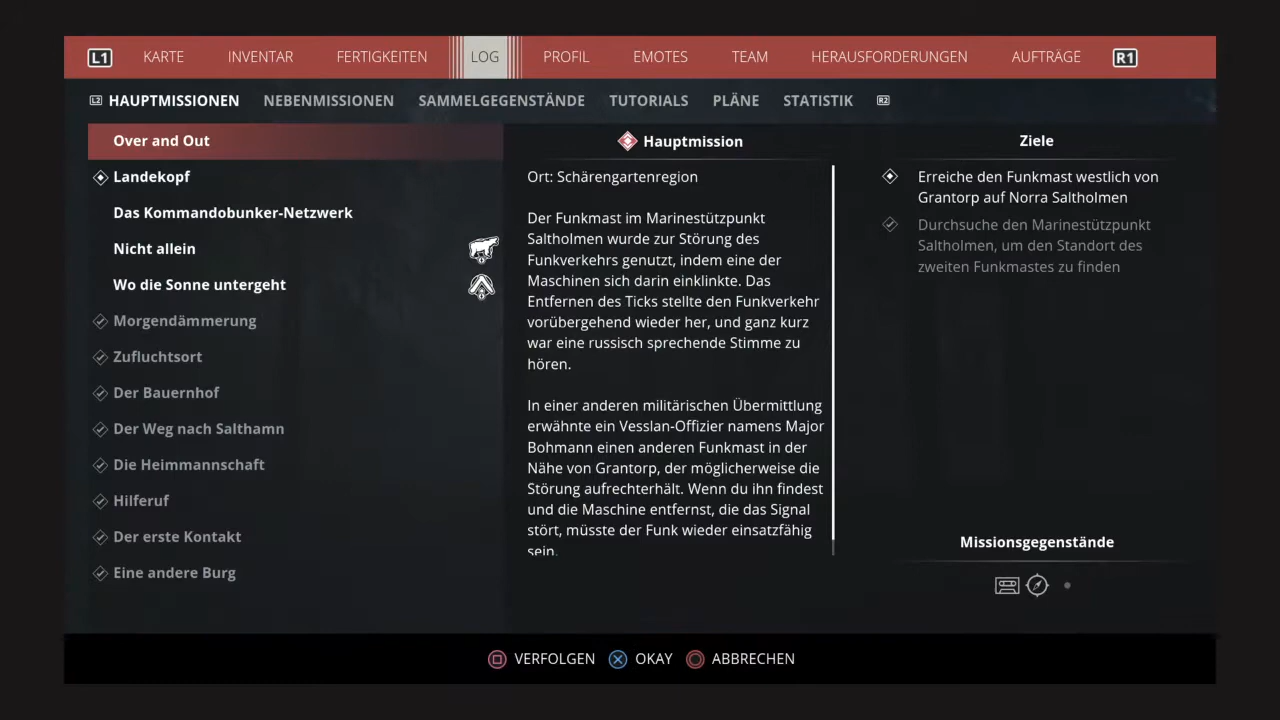 L1 KARTE INVENTAR FERTIGKEITEN LOG PROFIL EMOTES TEAM HERAUSFORDERUNGEN AUFTRÄGE R1
L2 HAUPTMISSIONEN NEBENMISSIONEN SAMMELGEGENSTÄNDE TUTORIALS PLÄNE STATISTIK R2
Over and Out
Landekopf
Das Kommandobunker-Netzwerk
Nicht allein
Wo die Sonne untergeht
Morgendämmerung
Zufluchtsort
Der Bauernhof
Der Weg nach Salthamn
Die Heimmannschaft
Hilferuf
Der erste Kontakt
Eine andere Burg
Hauptmission
Ort: Schärengartenregion
Der Funkmast im Marinestützpunkt
Saltholmen wurde zur Störung des
Funkverkehrs genutzt, indem eine der
Maschinen sich darin einklinkte. Das
Entfernen des Ticks stellte den Funkverkehr
vorübergehend wieder her, und ganz kurz
war eine russisch sprechende Stimme zu
hören.
In einer anderen militärischen Übermittlung
erwähnte ein Vesslan-Offizier namens Major
Bohmann einen anderen Funkmast in der
Nähe von Grantorp, der möglicherweise die
Störung aufrechterhält. Wenn du ihn findest
und die Maschine entfernst, die das Signal
stört, müsste der Funk wieder einsatzfähig
sein.
Ziele
Erreiche den Funkmast westlich von
Grantorp auf Norra Saltholmen
Durchsuche den Marinestützpunkt
Saltholmen, um den Standort des
zweiten Funkmastes zu finden
Missionsgegenstände
VERFOLGEN OKAY ABBRECHEN